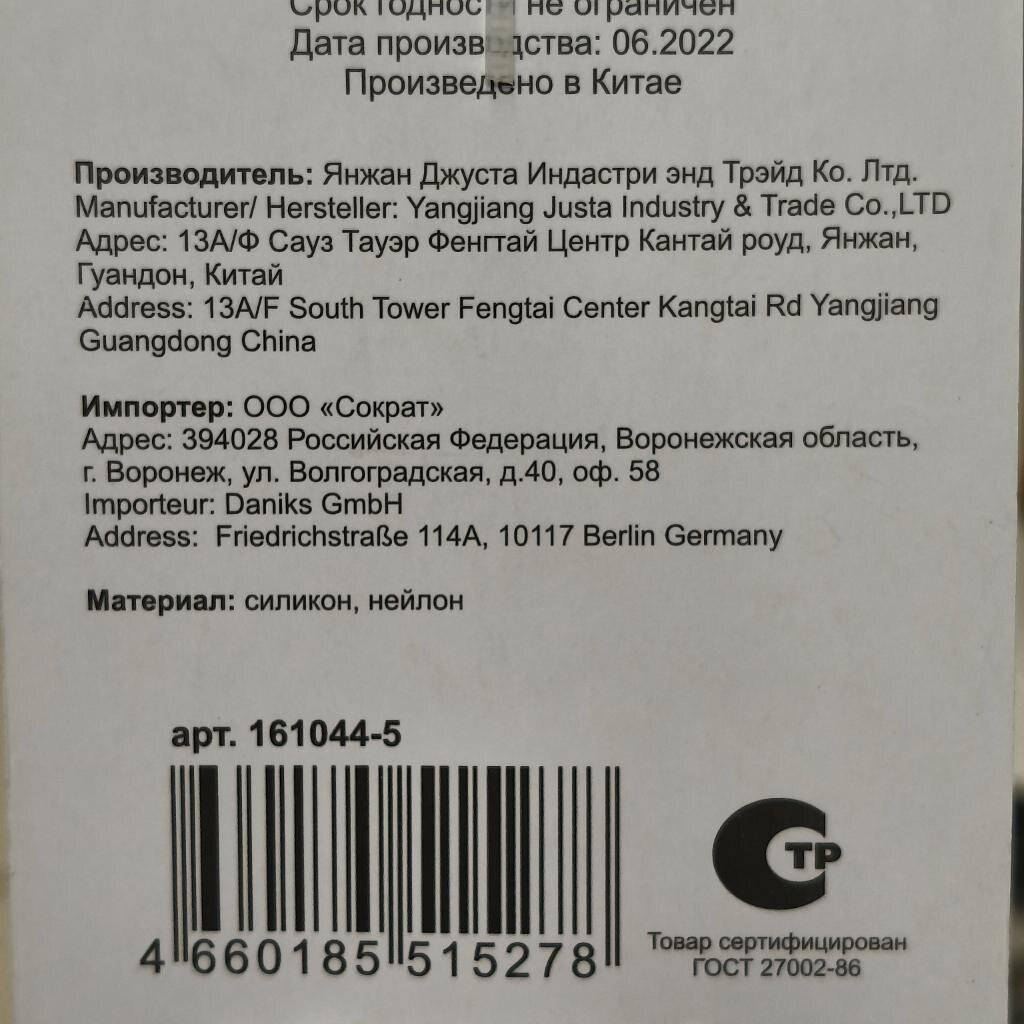 Срок годности не ограничен
Дата производства: 06.2022
Произведено в Китае
Производитель: Янжан Джуста Индастри энд Трэйд Ко. Лтд.
Manufacturer/ Hersteller: Yangjiang Justa Industry & Trade Co.,LTD
Адрес: 13А/Ф Сауз Тауэр Фенгтай Центр Кантай роуд, Янжан,
Гуандон, Китай
Address: 13A/F South Tower Fengtai Center Kangtai Rd Yangjiang
Guangdong China
Импортер: ООО «Сократ»
Адрес: 394028 Российская Федерация, Воронежская область,
г. Воронеж, ул. Волгоградская, д.40, оф. 58
Importeur: Daniks GmbH
Address: Friedrichstraße 114A, 10117 Berlin Germany
Материал: силикон, нейлон
арт. 161044-5
4 660185 515278
СТР
Товар сертифицирован
ГОСТ 27002-86